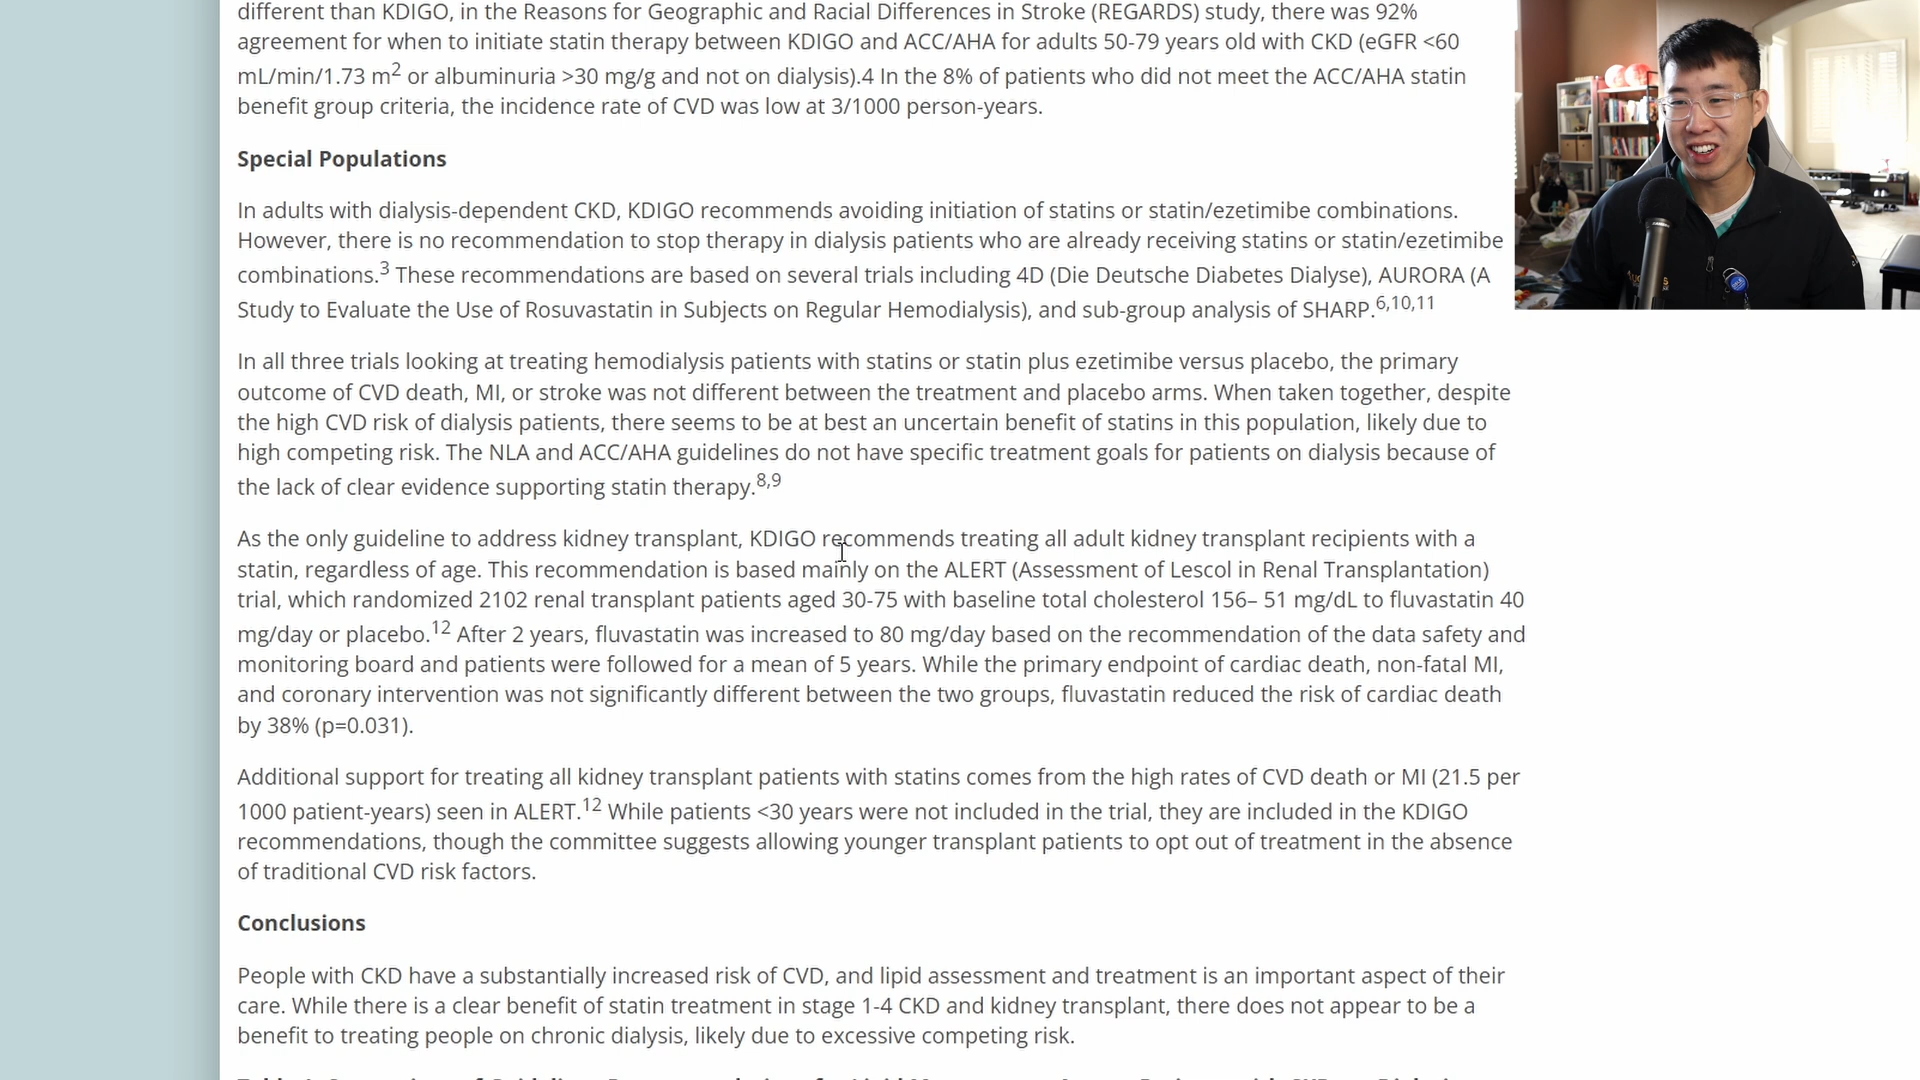 different than KDIGO, in the Reasons for Geographic and Racial Differences in Stroke (REGARDS) study, there was 92%
agreement for when to initiate statin therapy between KDIGO and ACC/AHA for adults 50-79 years old with CKD (eGFR <60
mL/min/1.73 m2 or albuminuria >30 mg/g and not on dialysis).4 In the 8% of patients who did not meet the ACC/AHA statin
benefit group criteria, the incidence rate of CVD was low at 3/1000 person-years.
Special Populations
In adults with dialysis-dependent CKD, KDIGO recommends avoiding initiation of statins or statin/ezetimibe combinations.
However, there is no recommendation to stop therapy in dialysis patients who are already receiving statins or statin/ezetimibe
combinations.3 These recommendations are based on several trials including 4D (Die Deutsche Diabetes Dialyse), AURORA (A
Study to Evaluate the Use of Rosuvastatin in Subjects on Regular Hemodialysis), and sub-group analysis of SHARP.6,10,11
In all three trials looking at treating hemodialysis patients with statins or statin plus ezetimibe versus placebo, the primary
outcome of CVD death, MI, or stroke was not different between the treatment and placebo arms. When taken together, despite
the high CVD risk of dialysis patients, there seems to be at best an uncertain benefit of statins in this population, likely due to
high competing risk. The NLA and ACC/AHA guidelines do not have specific treatment goals for patients on dialysis because of
the lack of clear evidence supporting statin therapy.8,9
As the only guideline to address kidney transplant, KDIGO recommends treating all adult kidney transplant recipients with a
statin, regardless of age. This recommendation is based mainly on the ALERT (Assessment of Lescol in Renal Transplantation)
trial, which randomized 2102 renal transplant patients aged 30-75 with baseline total cholesterol 156– 51 mg/dL to fluvastatin 40
mg/day or placebo.12 After 2 years, fluvastatin was increased to 80 mg/day based on the recommendation of the data safety and
monitoring board and patients were followed for a mean of 5 years. While the primary endpoint of cardiac death, non-fatal MI,
and coronary intervention was not significantly different between the two groups, fluvastatin reduced the risk of cardiac death
by 38% (p=0.031).
Additional support for treating all kidney transplant patients with statins comes from the high rates of CVD death or MI (21.5 per
1000 patient-years) seen in ALERT.12 While patients <30 years were not included in the trial, they are included in the KDIGO
recommendations, though the committee suggests allowing younger transplant patients to opt out of treatment in the absence
of traditional CVD risk factors.
Conclusions
People with CKD have a substantially increased risk of CVD, and lipid assessment and treatment is an important aspect of their
care. While there is a clear benefit of statin treatment in stage 1-4 CKD and kidney transplant, there does not appear to be a
benefit to treating people on chronic dialysis, likely due to excessive competing risk.